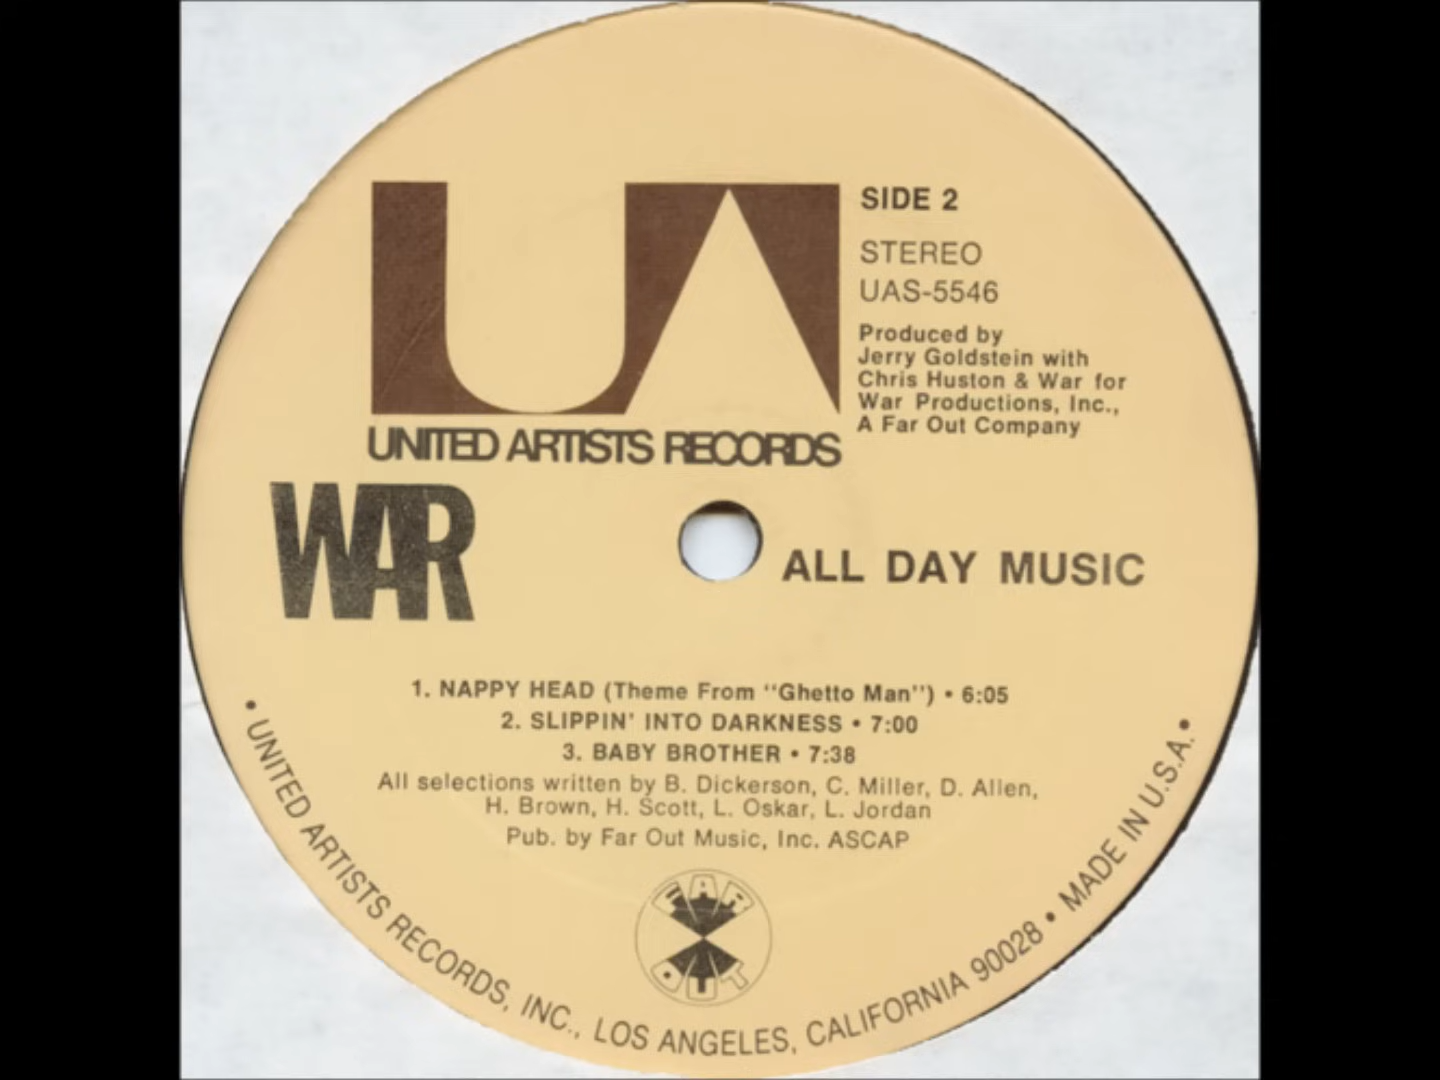 UA
SIDE 2
STEREO
UAS-5546
Produced by
Jerry Goldstein with
Chris Huston & War for
War Productions, Inc.,
A Far Out Company
UNITED ARTISTS RECORDS
WAR
ALL DAY MUSIC
1. NAPPY HEAD (Theme From "Ghetto Man") • 6:05
2. SLIPPIN' INTO DARKNESS • 7:00
3. BABY BROTHER • 7:38
All selections written by B. Dickerson, C. Miller, D. Allen,
H. Brown, H. Scott, L. Oskar, L. Jordan
Pub. by Far Out Music, Inc. ASCAP
FAR
OUT
• UNITED ARTISTS RECORDS, INC., LOS ANGELES, CALIFORNIA 90028 • MADE IN U.S.A. •